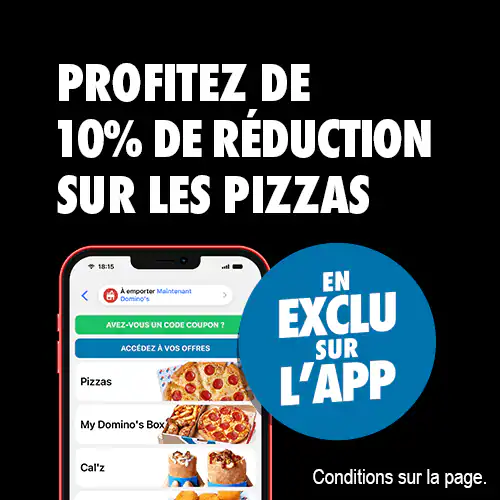 PROFITEZ DE
10% DE RÉDUCTION
SUR LES PIZZAS
18:15
À emporter Maintenant
Domino's
AVEZ-VOUS UN CODE COUPON ?
ACCÉDEZ À VOS OFFRES
Pizzas
My Domino's Box
Cal'z
EN
EXCLU
SUR
L'APP
Conditions sur la page.